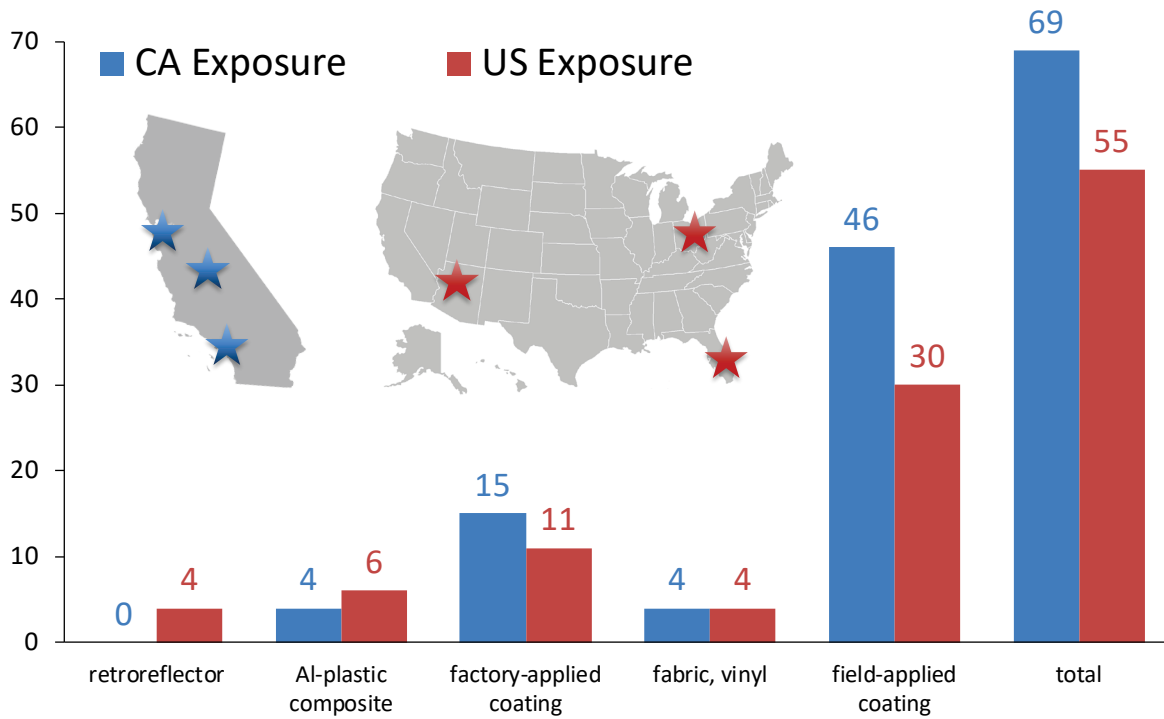 CA Exposure
US Exposure
70
60
50
40
30
20
10
0
0
4
4
6
15
11
4
4
46
30
69
55
retroreflector
Al-plastic
composite
factory-applied
coating
fabric, vinyl
field-applied
coating
total